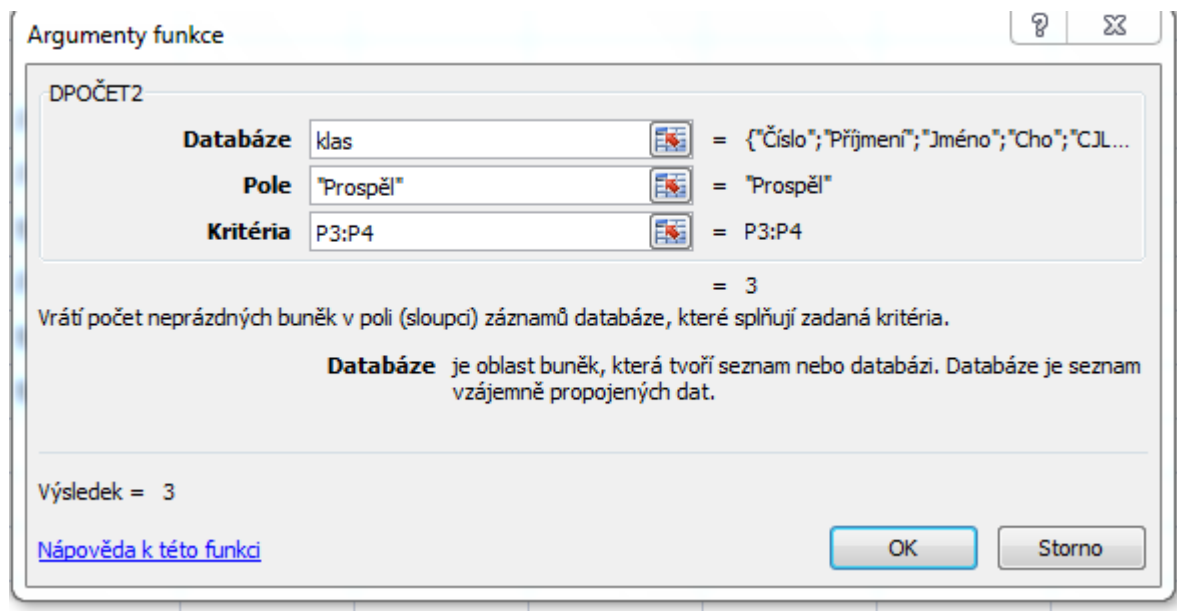 Argumenty funkce
DPOČET2
Databáze klas = {"Číslo";"Příjmení";"Jméno";"Cho";"CJL...
Pole "Prospěl" = "Prospěl"
Kritéria P3:P4 = P3:P4
= 3
Vrátí počet neprázdných buněk v poli (sloupci) záznamů databáze, které splňují zadaná kritéria.
Databáze je oblast buněk, která tvoří seznam nebo databázi. Databáze je seznam
vzájemně propojených dat.
Výsledek = 3
Nápověda k této funkci OK Storno